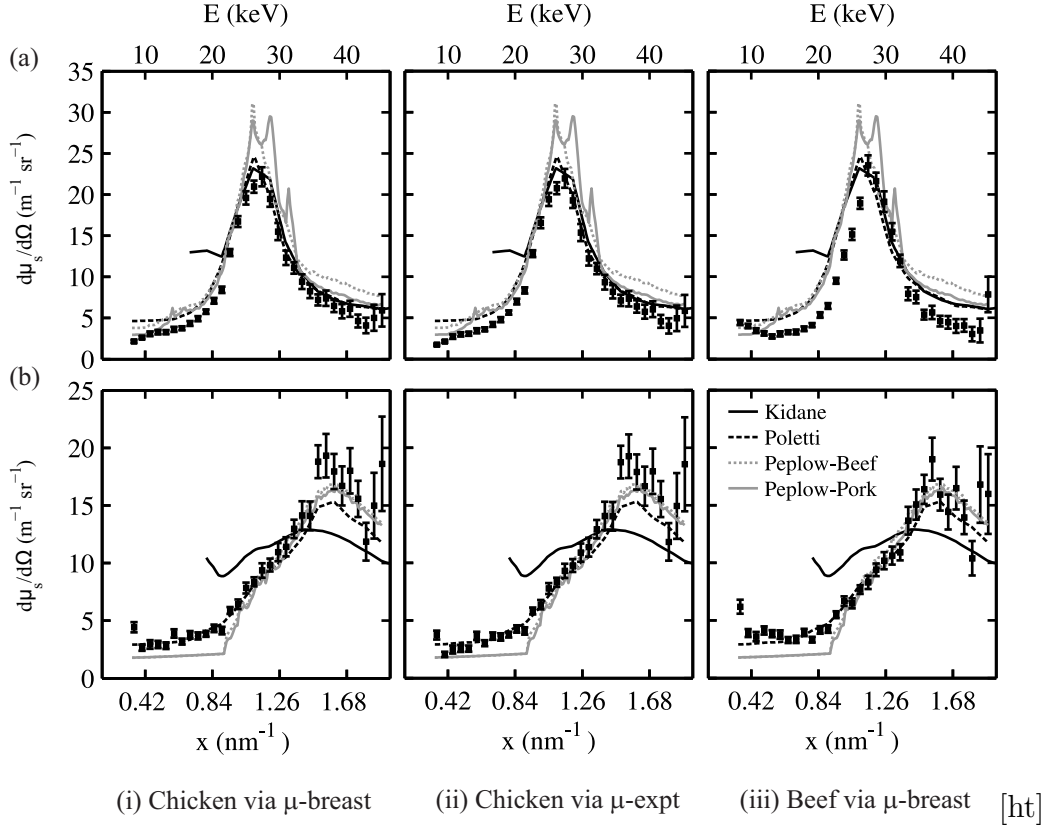 E (keV) E (keV) E (keV)
10 20 30 40 10 20 30 40 10 20 30 40
(a)
35
30
25
20
15
10
5
0
dμₛ/dΩ (m⁻¹ sr⁻¹)
(b)
25
20
15
10
5
0
dμₛ/dΩ (m⁻¹ sr⁻¹)
Kidane
Poletti
Peplow-Beef
Peplow-Pork
0.42 0.84 1.26 1.68 0.42 0.84 1.26 1.68 0.42 0.84 1.26 1.68
x (nm⁻¹) x (nm⁻¹) x (nm⁻¹)
(i) Chicken via μ-breast (ii) Chicken via μ-expt (iii) Beef via μ-breast [ht]